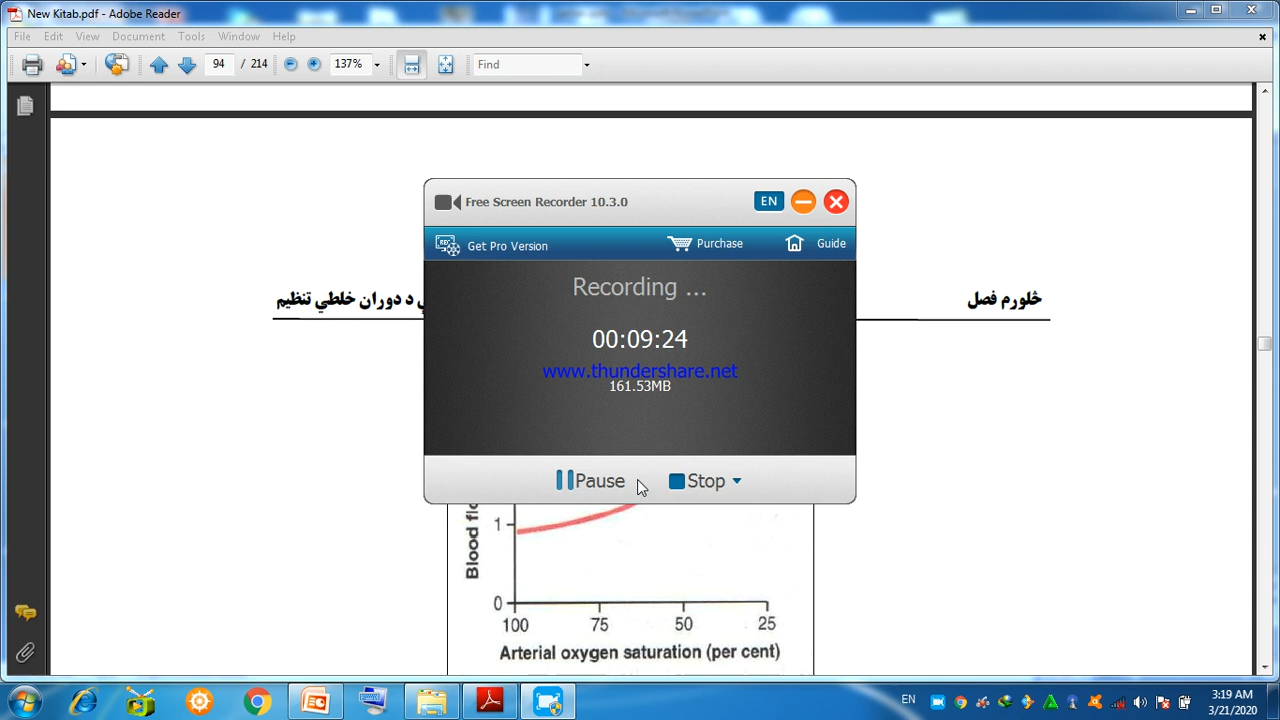 New Kitab.pdf - Adobe Reader
File Edit View Document Tools Window Help
94 / 214 137% Find
Free Screen Recorder 10.3.0 EN
Get Pro Version Purchase Guide
Recording ...
څلورم فصل
د دوران خلطي تنظیم
00:09:24
www.thundershare.net
161.53MB
Pause Stop
Blood
1
0
100 75 50 25
Arterial oxygen saturation (per cent)
EN 3:19 AM
3/21/2020